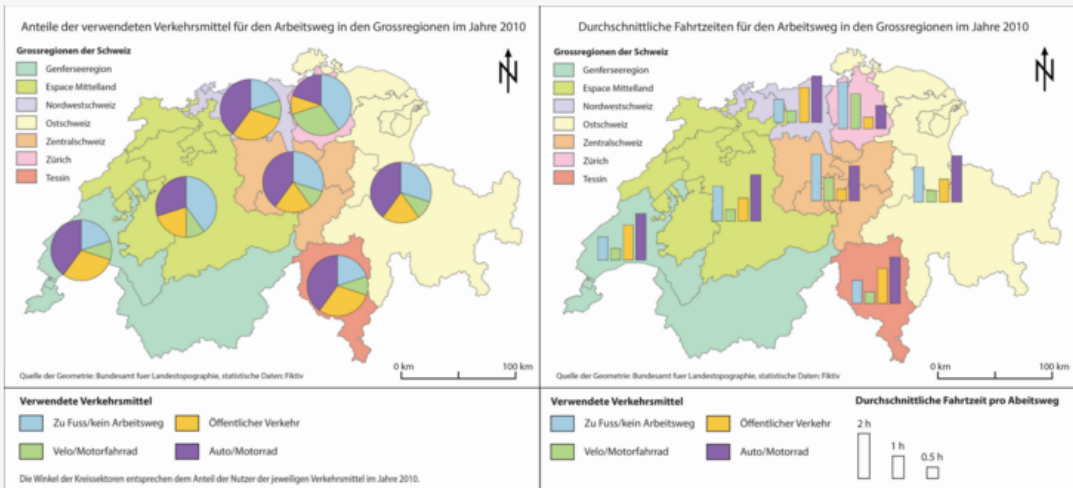 Anteile der verwendeten Verkehrsmittel für den Arbeitsweg in den Grossregionen im Jahre 2010
Grossregionen der Schweiz
Genferseeregion
Espace Mittelland
Nordwestschweiz
Ostschweiz
Zentralschweiz
Zürich
Tessin
N
Quelle der Geometrie: Bundesamt fuer Landestopographie, statistische Daten: Fiktiv
0 km
100 km
Verwendete Verkehrsmittel
Zu Fuss/kein Arbeitsweg
Öffentlicher Verkehr
Velo/Motorfahrrad
Auto/Motorrad
Die Winkel der Kreissektoren entsprechen dem Anteil der Nutzer der jeweiligen Verkehrsmittel im Jahre 2010.
Durchschnittliche Fahrtzeiten für den Arbeitsweg in den Grossregionen im Jahre 2010
Grossregionen der Schweiz
Genferseeregion
Espace Mittelland
Nordwestschweiz
Ostschweiz
Zentralschweiz
Zürich
Tessin
N
Quelle der Geometrie: Bundesamt fuer Landestopographie, statistische Daten: Fiktiv
0 km
100 km
Verwendete Verkehrsmittel
Zu Fuss/kein Arbeitsweg
Öffentlicher Verkehr
Velo/Motorfahrrad
Auto/Motorrad
Durchschnittliche Fahrtzeit pro Abeitsweg
2 h
1 h
0.5 h